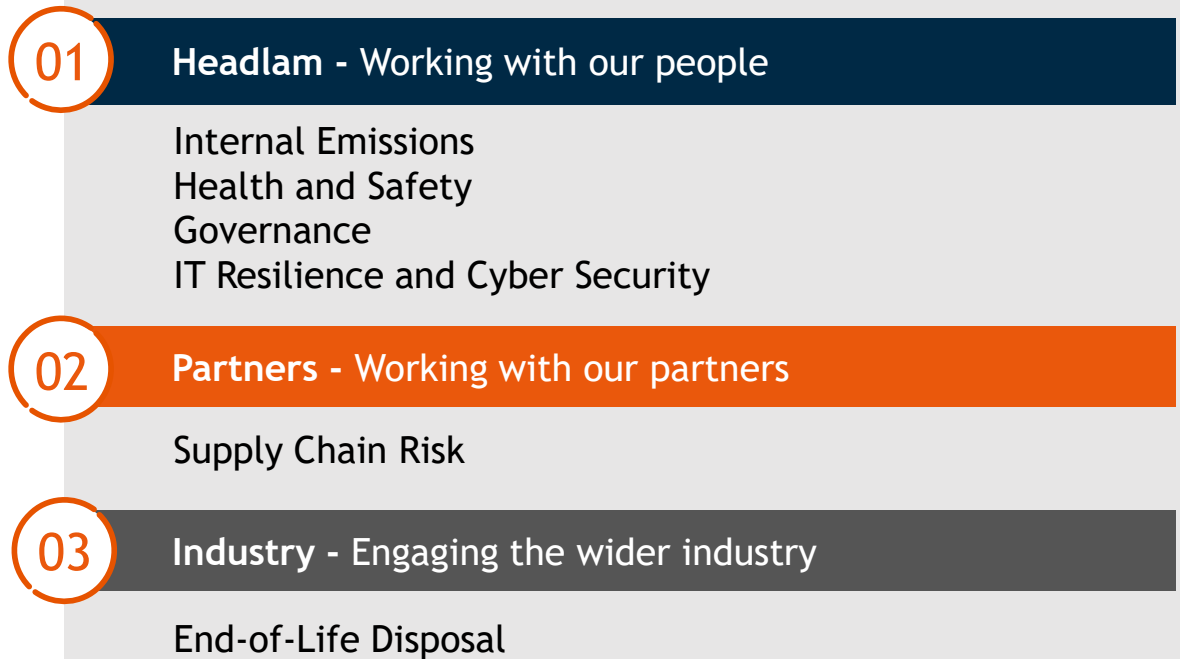 01
Headlam - Working with our people
Internal Emissions
Health and Safety
Governance
IT Resilience and Cyber Security
02
Partners - Working with our partners
Supply Chain Risk
03
Industry - Engaging the wider industry
End-of-Life Disposal